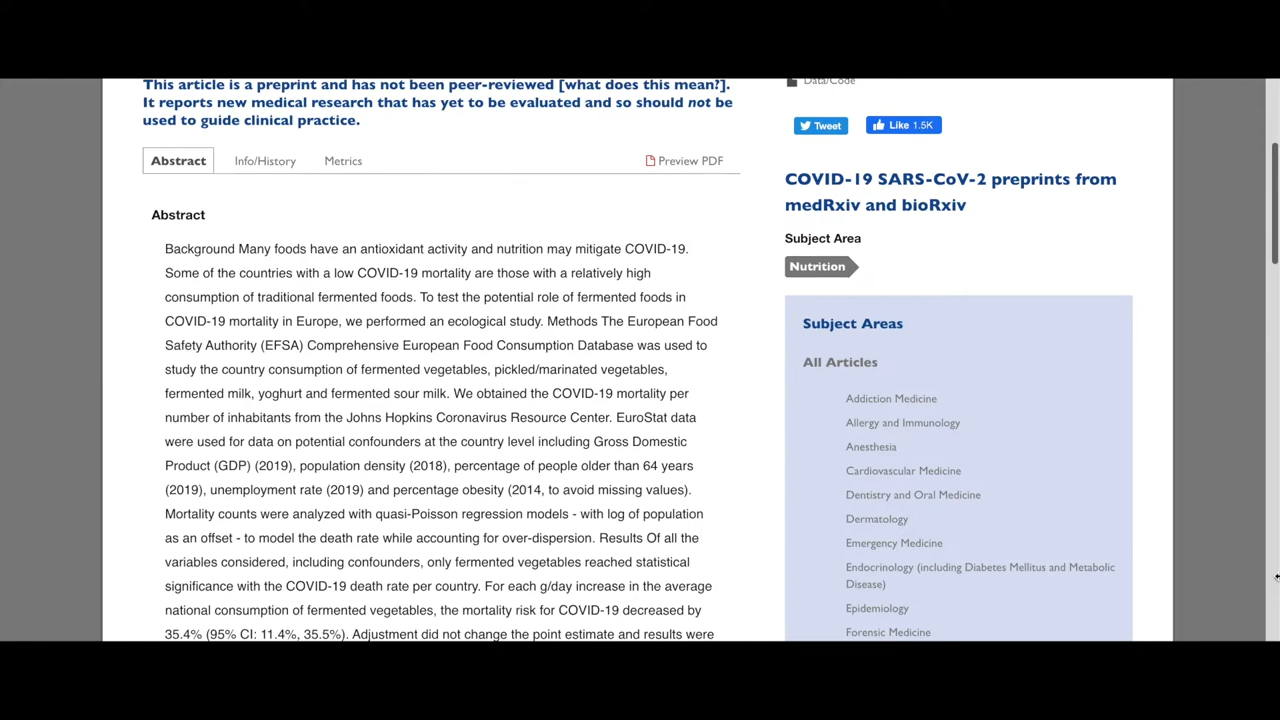 This article is a preprint and has not been peer-reviewed [what does this mean?].
It reports new medical research that has yet to be evaluated and so should not be
used to guide clinical practice.
Abstract
Info/History
Metrics
Preview PDF
Abstract
Background Many foods have an antioxidant activity and nutrition may mitigate COVID-19.
Some of the countries with a low COVID-19 mortality are those with a relatively high
consumption of traditional fermented foods. To test the potential role of fermented foods in
COVID-19 mortality in Europe, we performed an ecological study. Methods The European Food
Safety Authority (EFSA) Comprehensive European Food Consumption Database was used to
study the country consumption of fermented vegetables, pickled/marinated vegetables,
fermented milk, yoghurt and fermented sour milk. We obtained the COVID-19 mortality per
number of inhabitants from the Johns Hopkins Coronavirus Resource Center. EuroStat data
were used for data on potential confounders at the country level including Gross Domestic
Product (GDP) (2019), population density (2018), percentage of people older than 64 years
(2019), unemployment rate (2019) and percentage obesity (2014, to avoid missing values).
Mortality counts were analyzed with quasi-Poisson regression models - with log of population
as an offset - to model the death rate while accounting for over-dispersion. Results Of all the
variables considered, including confounders, only fermented vegetables reached statistical
significance with the COVID-19 death rate per country. For each g/day increase in the average
national consumption of fermented vegetables, the mortality risk for COVID-19 decreased by
35.4% (95% CI: 11.4%, 35.5%). Adjustment did not change the point estimate and results were
Data/Code
Tweet
Like 1.5K
COVID-19 SARS-CoV-2 preprints from
medRxiv and bioRxiv
Subject Area
Nutrition
Subject Areas
All Articles
Addiction Medicine
Allergy and Immunology
Anesthesia
Cardiovascular Medicine
Dentistry and Oral Medicine
Dermatology
Emergency Medicine
Endocrinology (including Diabetes Mellitus and Metabolic
Disease)
Epidemiology
Forensic Medicine